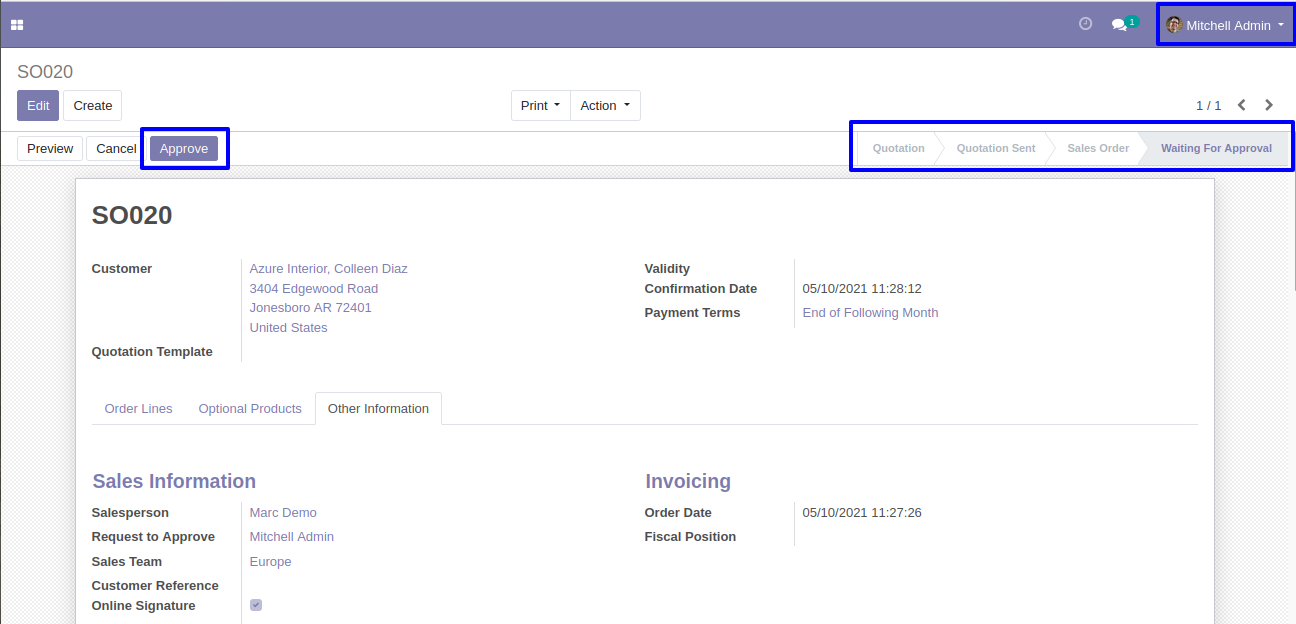 1
Mitchell Admin
SO020
Edit Create Print Action 1 / 1
Preview Cancel Approve Quotation Quotation Sent Sales Order Waiting For Approval
SO020
Customer Azure Interior, Colleen Diaz
3404 Edgewood Road
Jonesboro AR 72401
United States
Quotation Template
Validity
Confirmation Date 05/10/2021 11:28:12
Payment Terms End of Following Month
Order Lines Optional Products Other Information
Sales Information
Salesperson Marc Demo
Request to Approve Mitchell Admin
Sales Team Europe
Customer Reference
Online Signature
Invoicing
Order Date 05/10/2021 11:27:26
Fiscal Position